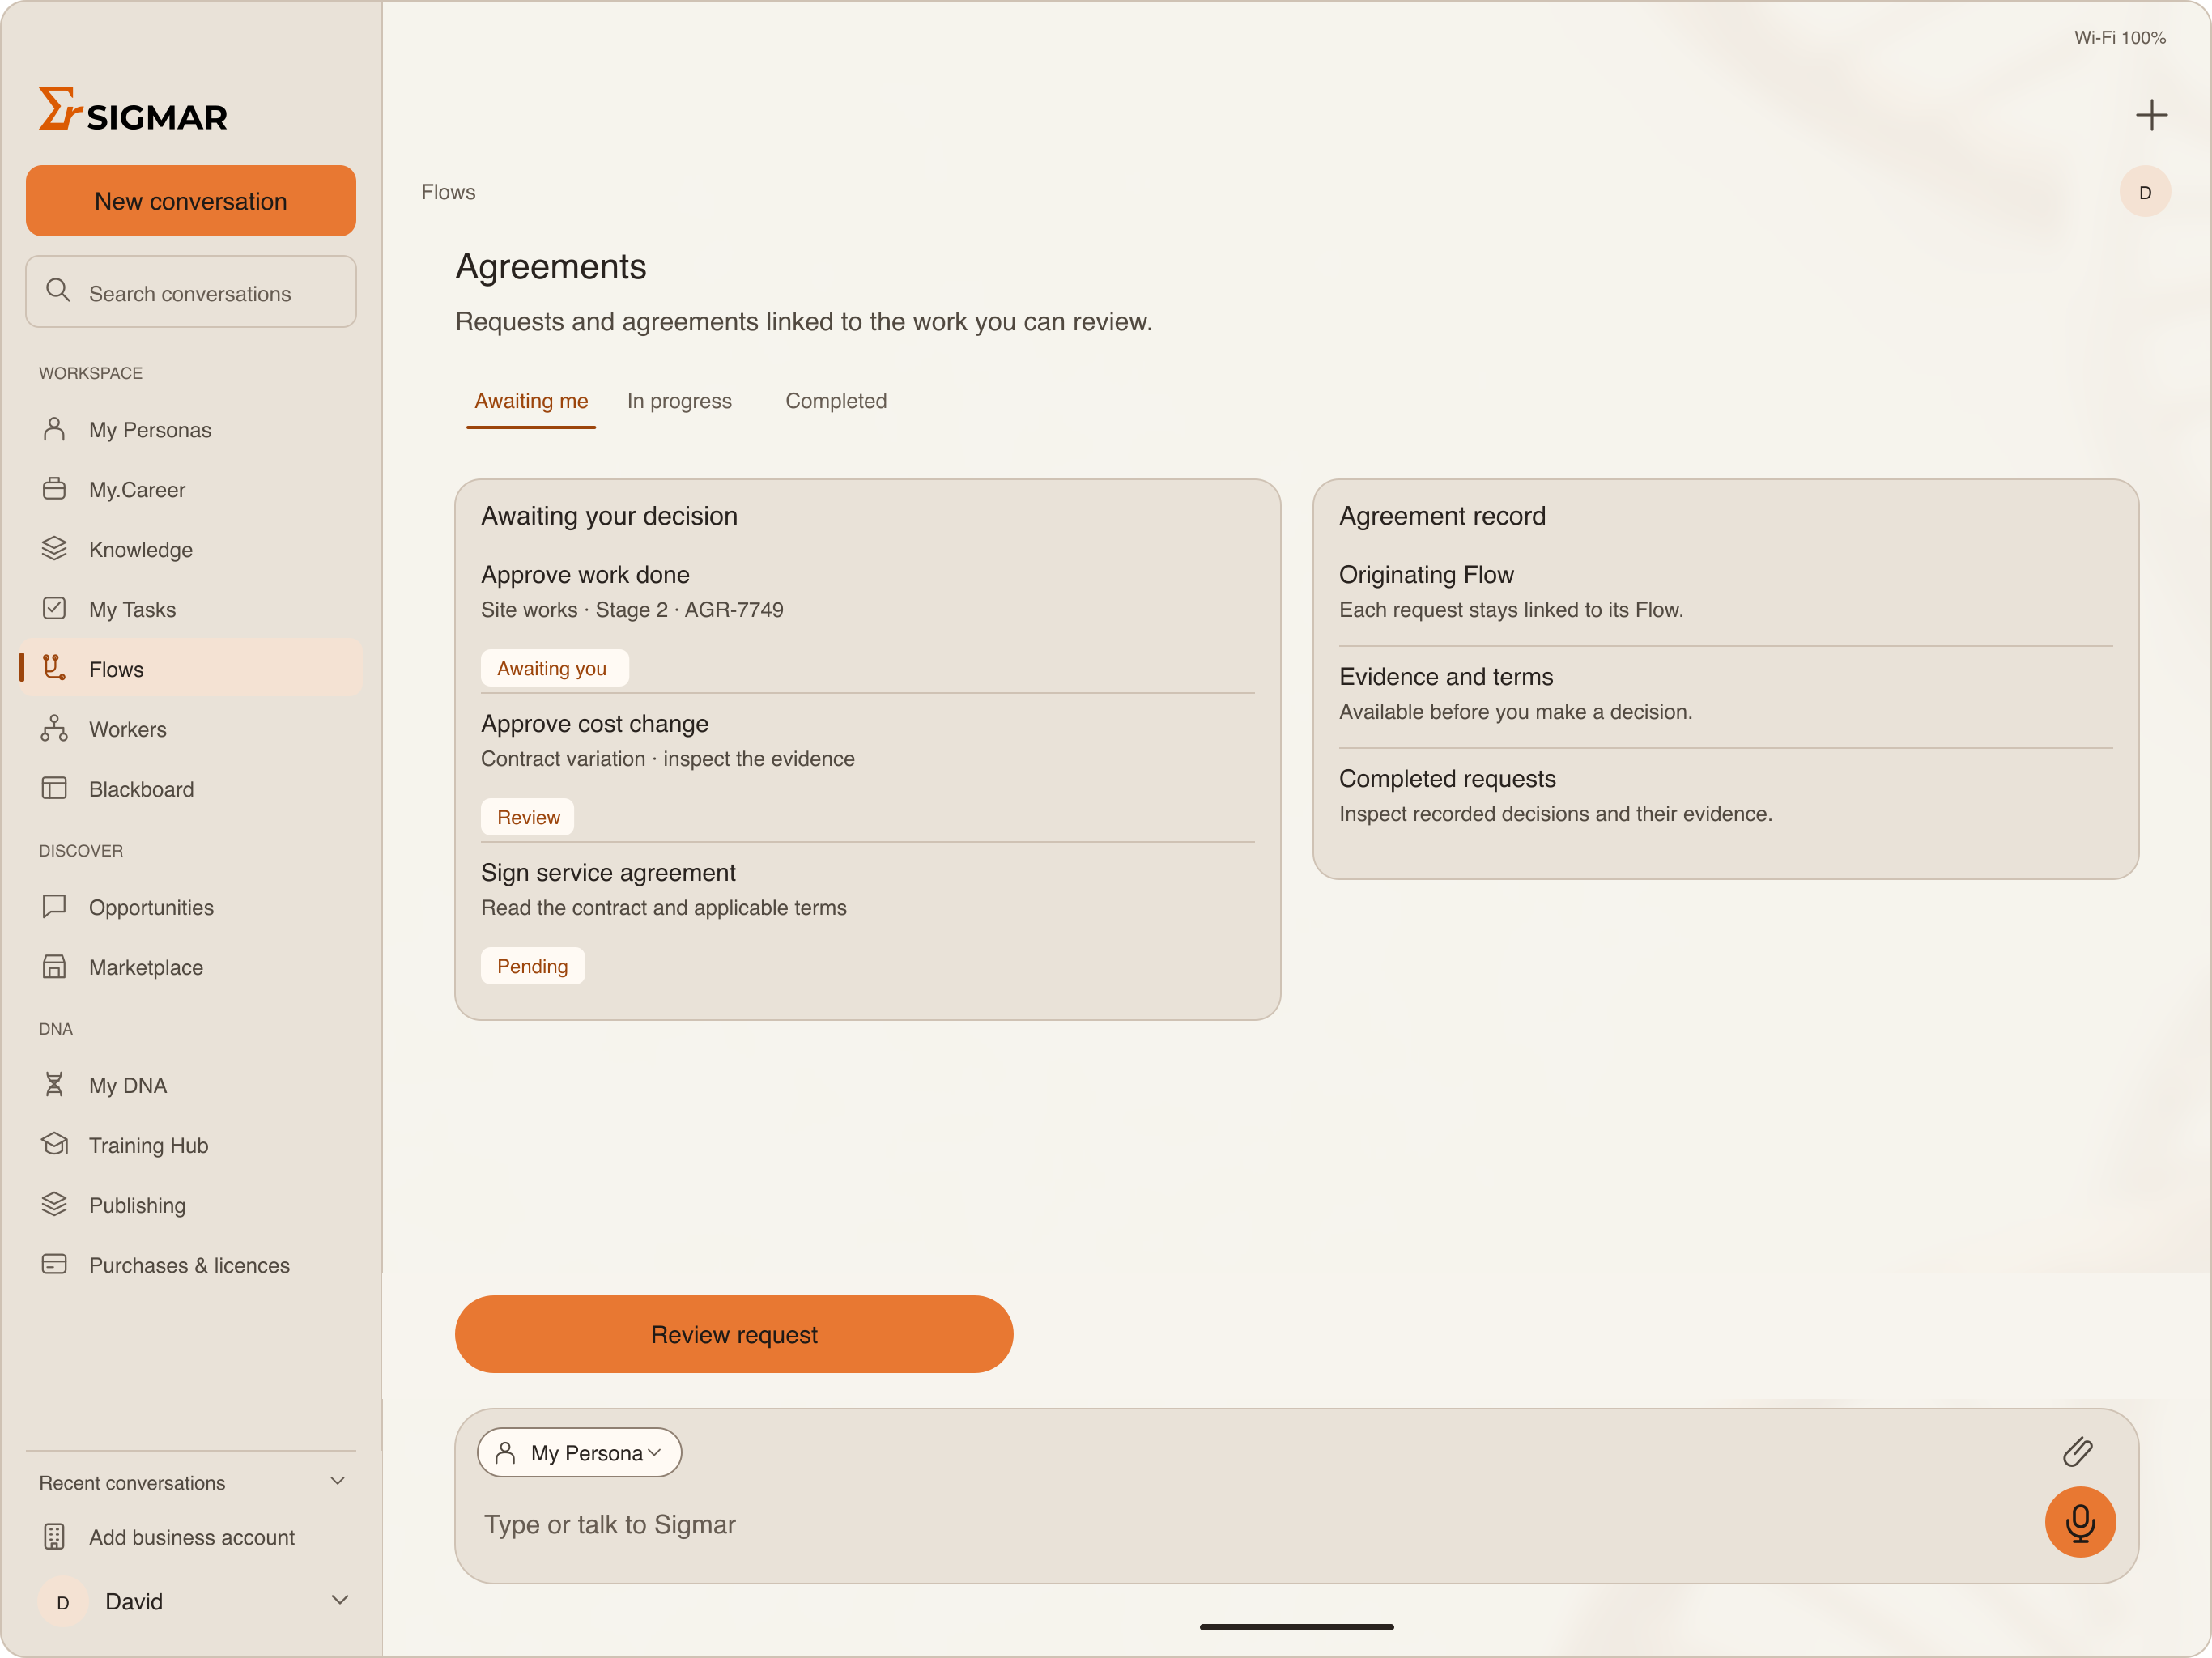 Wi-Fi 100%
Σr SIGMAR
New conversation
Search conversations
WORKSPACE
My Personas
My.Career
Knowledge
My Tasks
Flows
Workers
Blackboard
DISCOVER
Opportunities
Marketplace
DNA
My DNA
Training Hub
Publishing
Purchases & licences
Recent conversations
Add business account
D
David
Flows
D
Agreements
Requests and agreements linked to the work you can review.
Awaiting me
In progress
Completed
Awaiting your decision
Approve work done
Site works · Stage 2 · AGR-7749
Awaiting you
Approve cost change
Contract variation · inspect the evidence
Review
Sign service agreement
Read the contract and applicable terms
Pending
Agreement record
Originating Flow
Each request stays linked to its Flow.
Evidence and terms
Available before you make a decision.
Completed requests
Inspect recorded decisions and their evidence.
Review request
My Persona
Type or talk to Sigmar